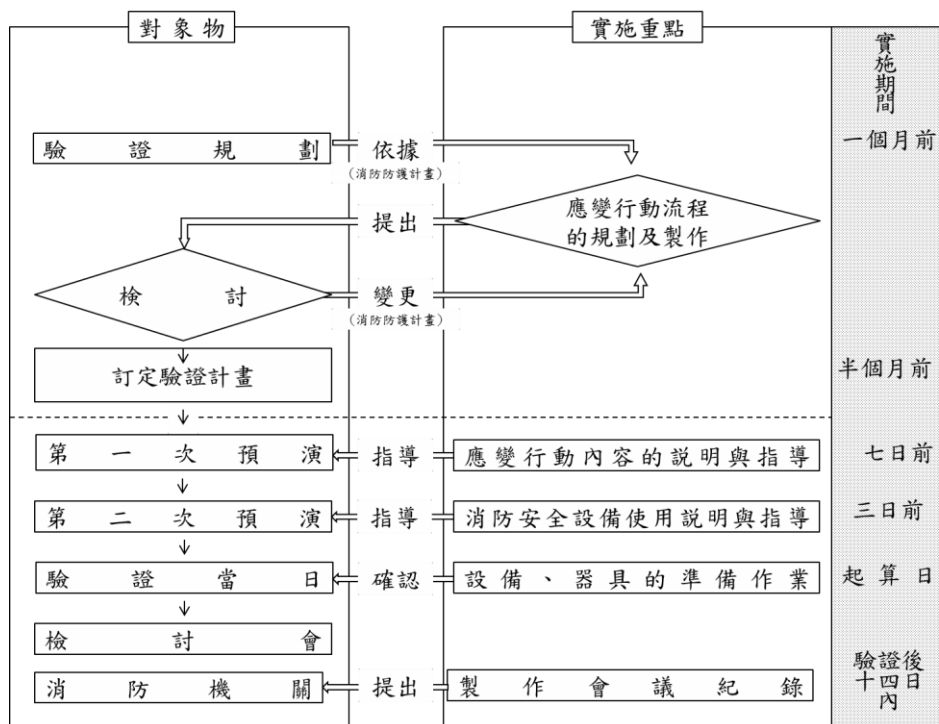 對象物
實施重點
實施期間
驗證規劃
依據
(消防防護計畫)
一個月前
應變行動流程
的規劃及製作
提出
檢討
變更
(消防防護計畫)
訂定驗證計畫
半個月前
第一次預演
指導
應變行動內容的說明與指導
七日前
第二次預演
指導
消防安全設備使用說明與指導
三日前
驗證當日
確認
設備、器具的準備作業
起算日
檢討會
消防機關
提出
製作會議紀錄
驗證後
十四日
內